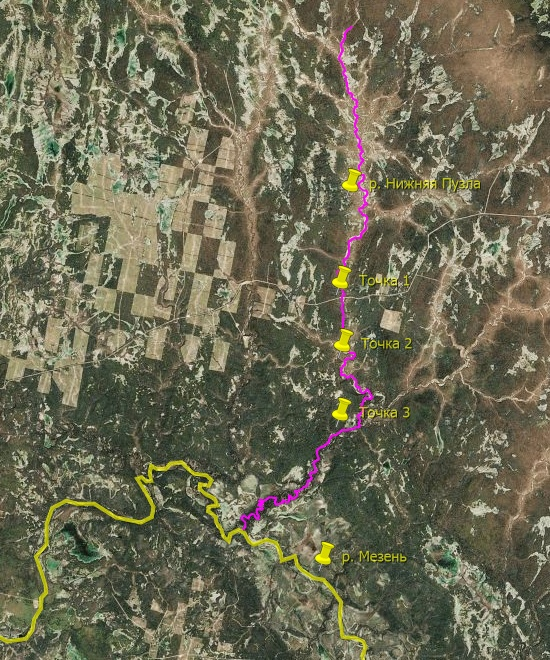 р. Нижняя Пузла
Точка 1
Точка 2
Точка 3
р. Мезень